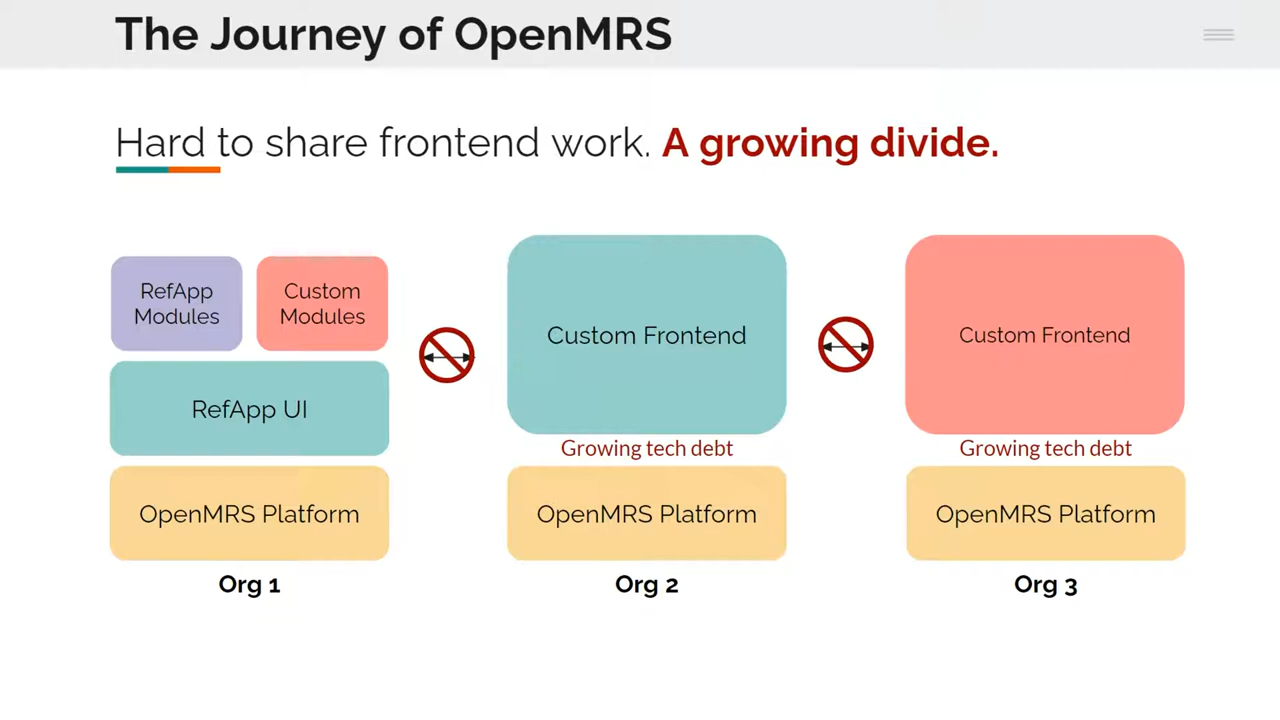 The Journey of OpenMRS
Hard to share frontend work. A growing divide.
RefApp
Modules
Custom
Modules
RefApp UI
OpenMRS Platform
Org 1
Custom Frontend
Growing tech debt
OpenMRS Platform
Org 2
Custom Frontend
Growing tech debt
OpenMRS Platform
Org 3